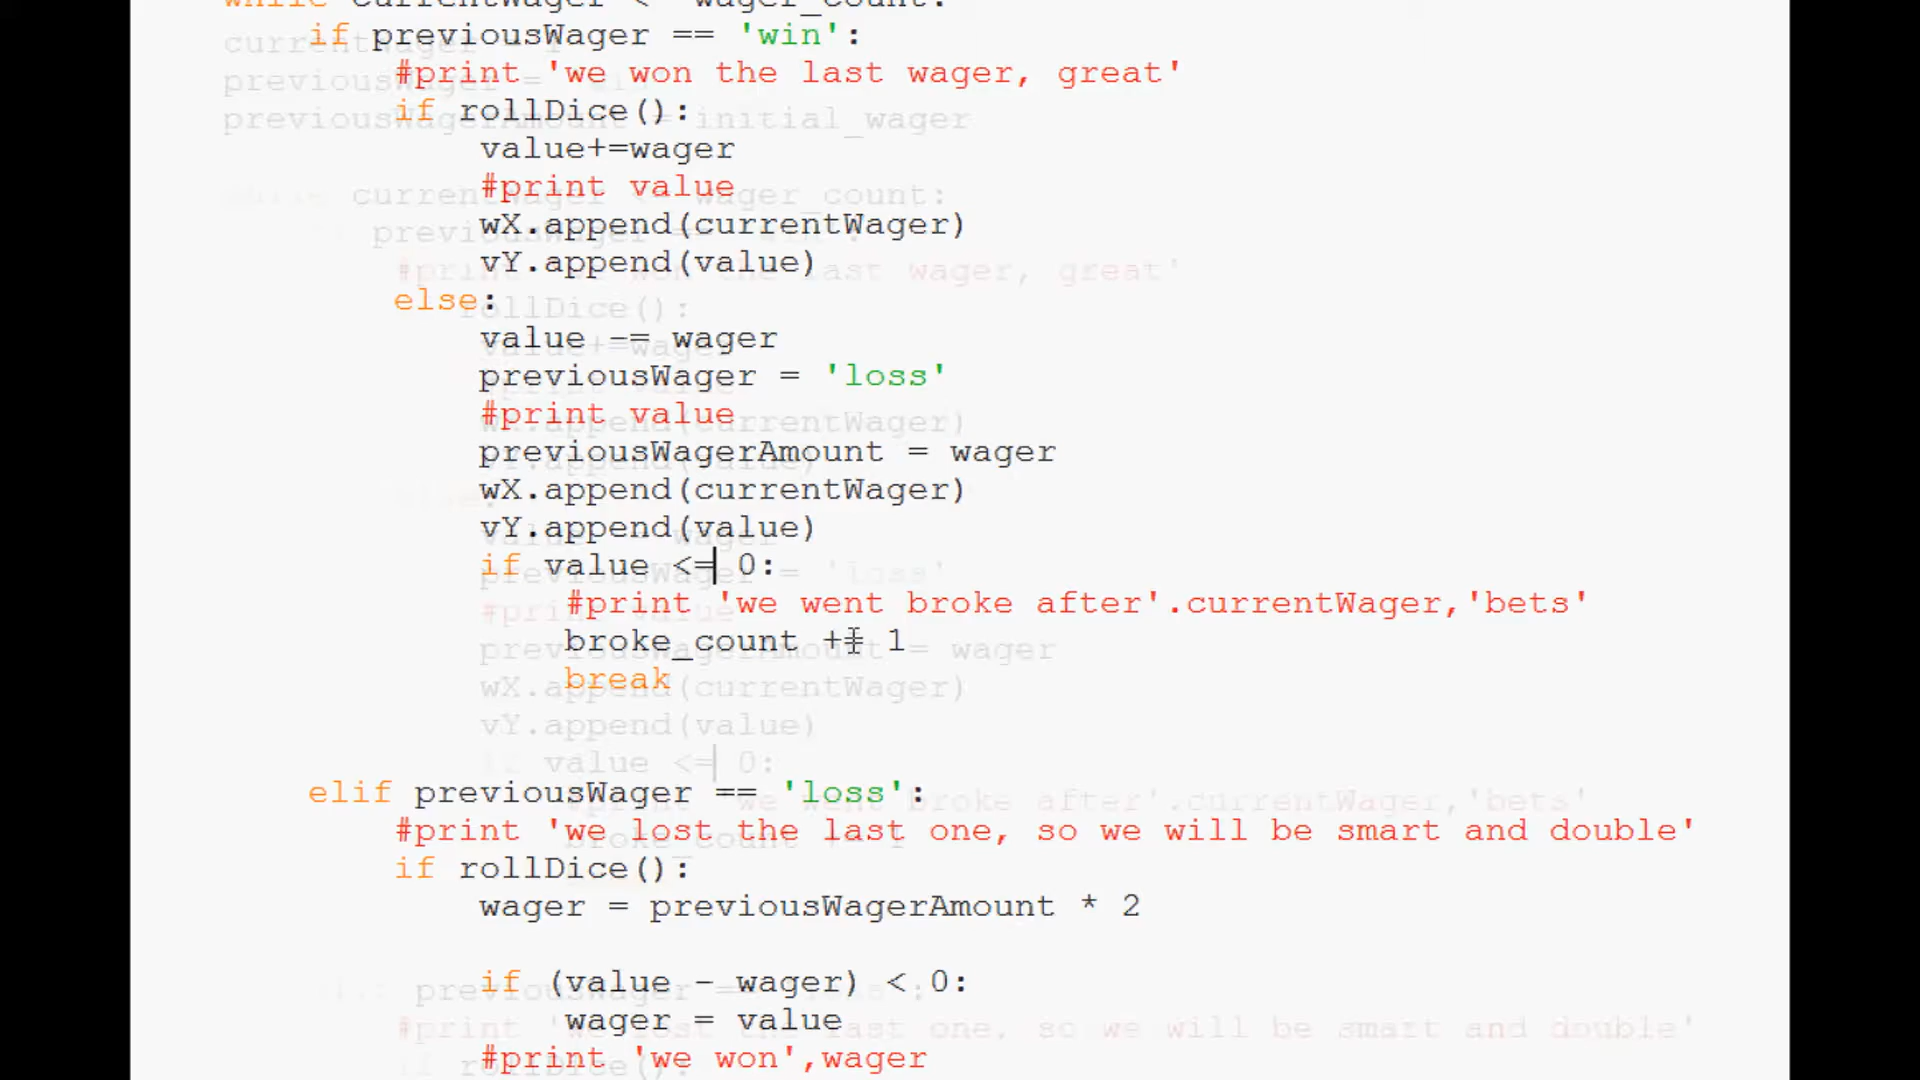 while currentWager <= wager_count:
if previousWager == 'win':
#print 'we won the last wager, great'
if rollDice():
value+=wager
#print value
wX.append(currentWager)
vY.append(value)
else:
value -= wager
previousWager = 'loss'
#print value
previousWagerAmount = wager
wX.append(currentWager)
vY.append(value)
if value <= 0:
#print 'we went broke after'.currentWager,'bets'
broke_count += 1
break
elif previousWager == 'loss':
#print 'we lost the last one, so we will be smart and double'
if rollDice():
wager = previousWagerAmount * 2
if (value - wager) < 0:
wager = value
#print 'we won',wager